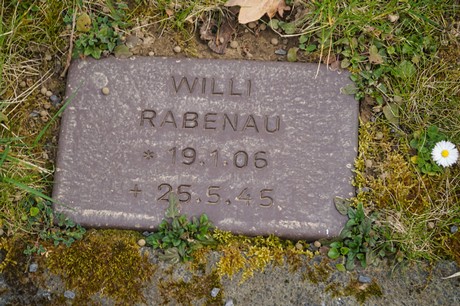 WILLI
RABENAU
* 19.1.06
+ 25.5.45